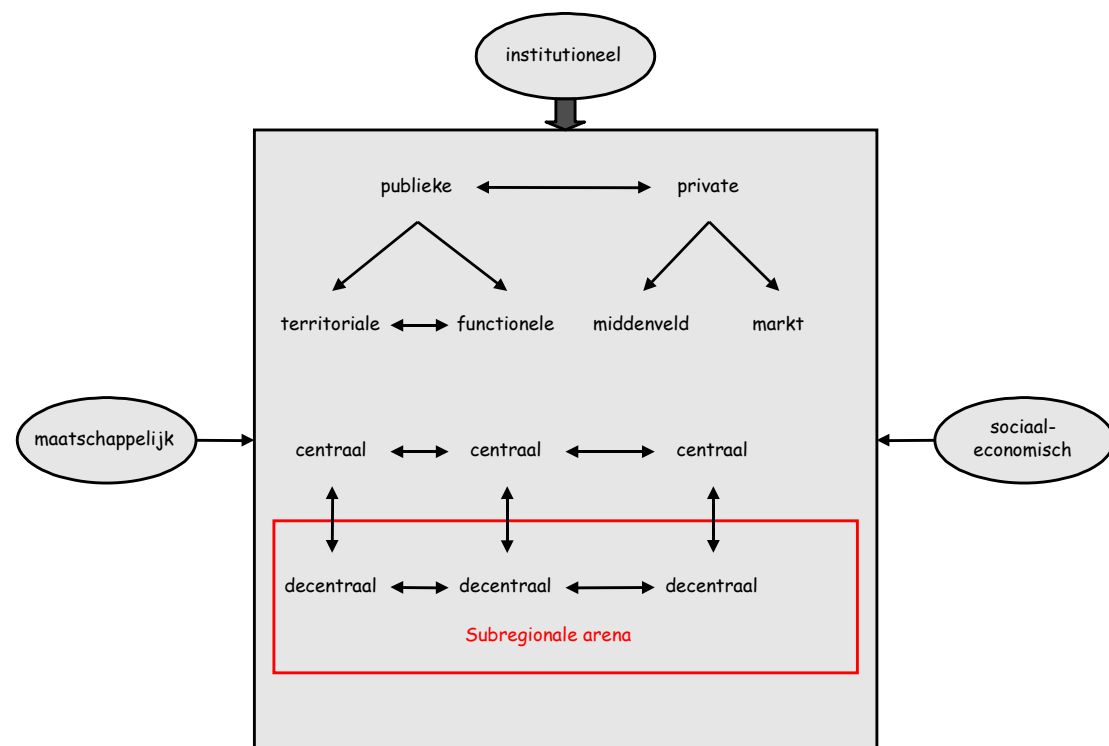 institutioneel
publieke
private
territoriale
functionele
middenveld
markt
maatschappelijk
centraal
centraal
centraal
sociaal-
economisch
decentraal
decentraal
decentraal
Subregionale arena